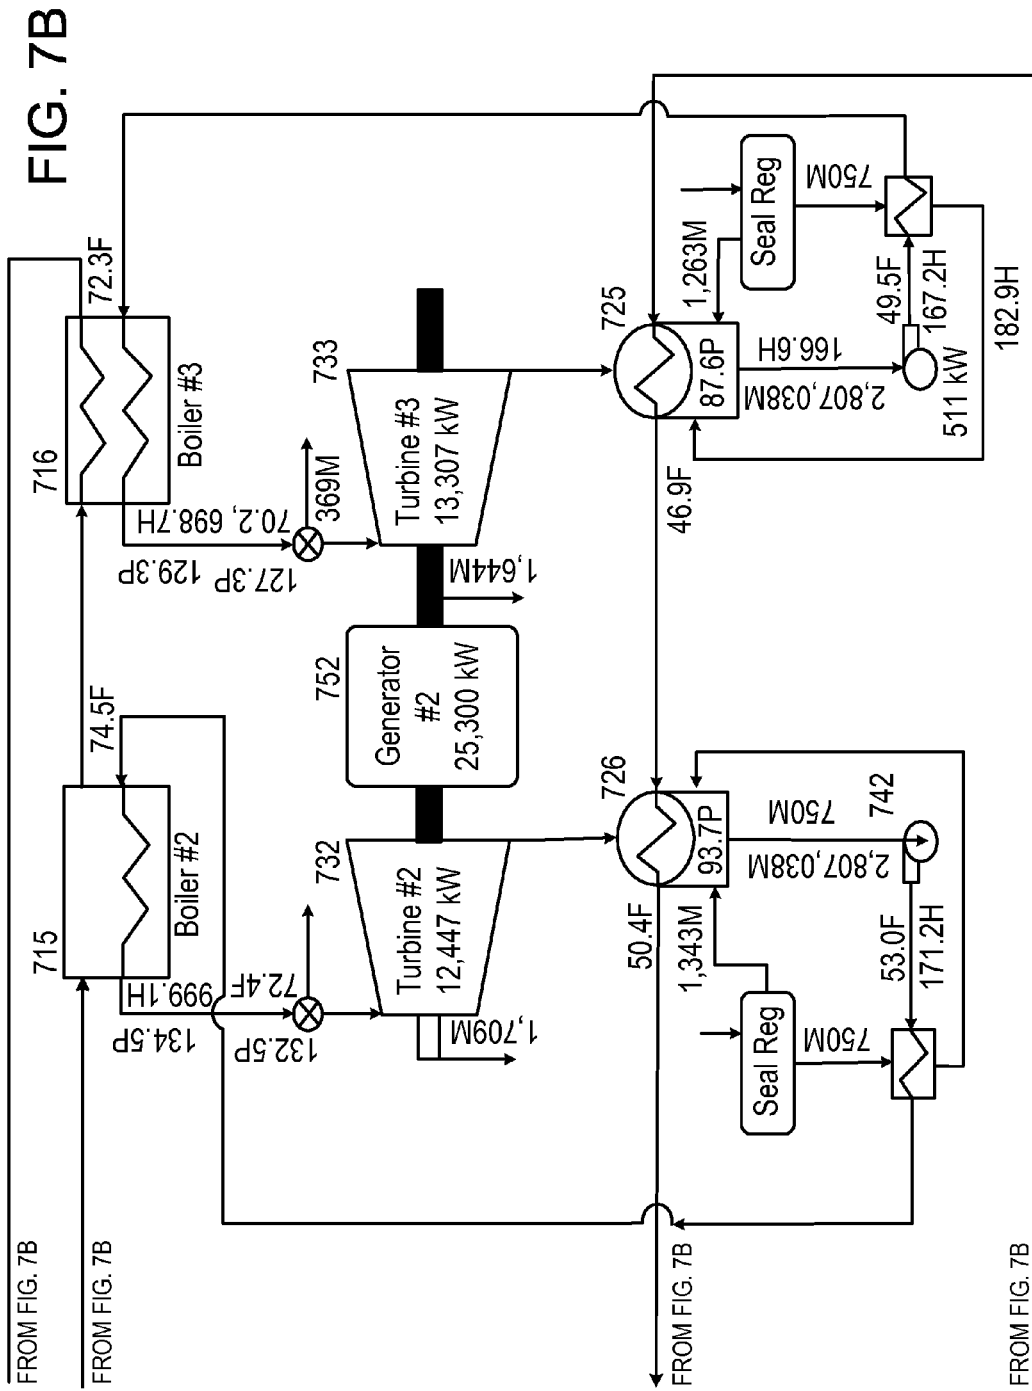 FIG. 7B
716
72.3F
Boiler #3
129.3P
70.2, 698.7H
127.3P
369M
733
Turbine #3
13,307 kW
1,644M
725
87.6P
1,263M
Seal Reg
750M
2,807,038M
166.6H
49.5F
167.2H
511 kW
182.9H
46.9F
715
74.5F
Boiler #2
134.5P
999.1H
72.4F
132.5P
752
Generator
#2
25,300 kW
732
Turbine #2
12,447 kW
1,709M
726
93.7P
50.4F
1,343M
Seal Reg
750M
2,807,038M
750M
742
53.0F
171.2H
FROM FIG. 7B
FROM FIG. 7B
FROM FIG. 7B
FROM FIG. 7B